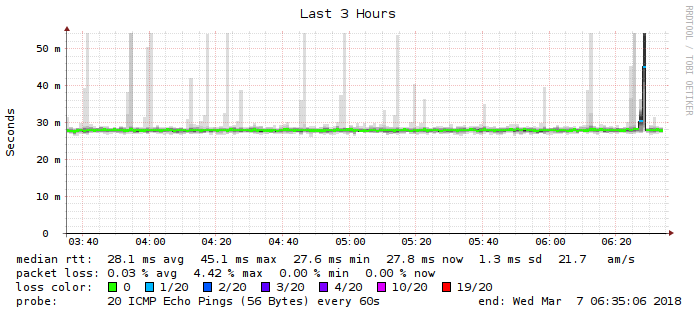 Last 3 Hours
RRDTOOL / TOBI OETIKER
Seconds
50 m
40 m
30 m
20 m
10 m
0
03:40 04:00 04:20 04:40 05:00 05:20 05:40 06:00 06:20
median rtt: 28.1 ms avg 45.1 ms max 27.6 ms min 27.8 ms now 1.3 ms sd 21.7 am/s
packet loss: 0.03 % avg 4.42 % max 0.00 % min 0.00 % now
loss color: 0 1/20 2/20 3/20 4/20 10/20 19/20
probe: 20 ICMP Echo Pings (56 Bytes) every 60s end: Wed Mar 7 06:35:06 2018